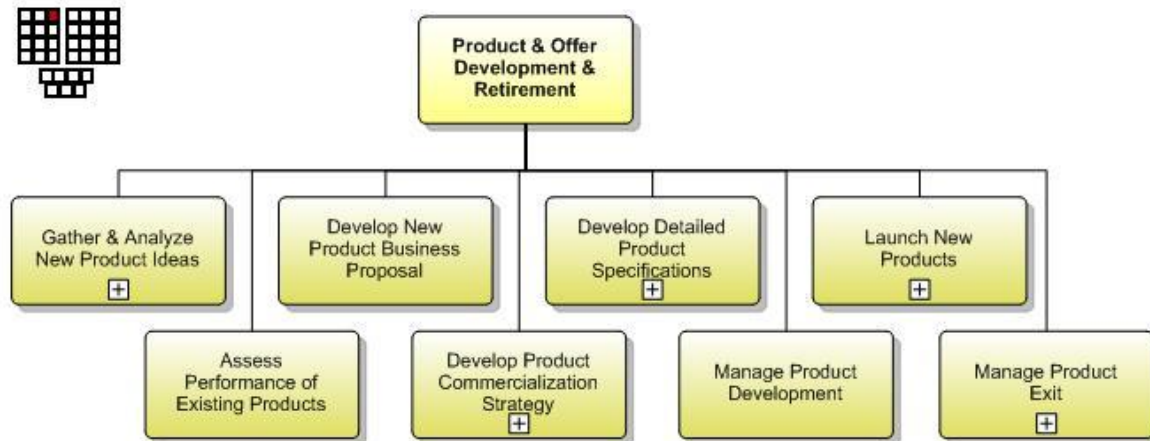 Product & Offer
Development &
Retirement
Gather & Analyze
New Product Ideas
Develop New
Product Business
Proposal
Develop Detailed
Product
Specifications
Launch New
Products
Assess
Performance of
Existing Products
Develop Product
Commercialization
Strategy
Manage Product
Development
Manage Product
Exit